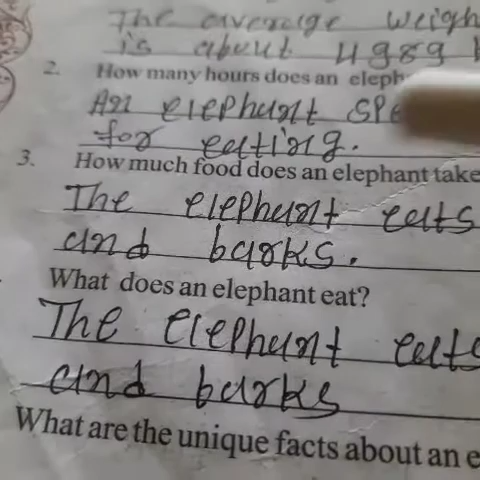 The average weigh
is about 4989 k
2. How many hours does an eleph
An elephant spe
for eating.
3. How much food does an elephant take
The elephant eats
and barks.
What does an elephant eat?
The elephant eats
and barks
What are the unique facts about an e